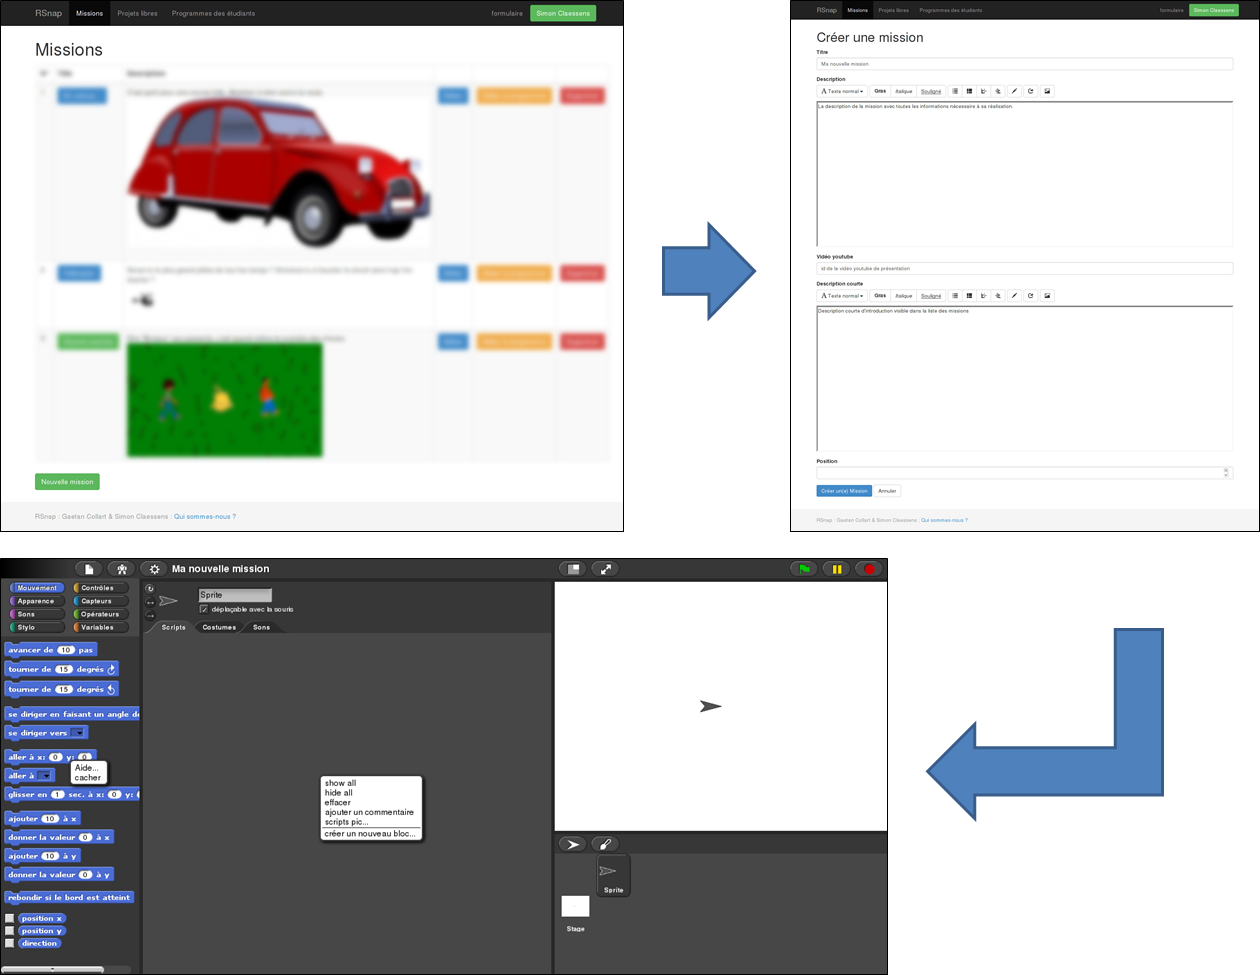 RSnap Missions Projets libres Programmes des étudiants formulaire Simon Claessens
Missions
N° Titre Description
Nouvelle mission
RSnap : Gaetan Collart & Simon Claessens : Qui sommes-nous ?
RSnap Missions Projets libres Programmes des étudiants formulaire Simon Claessens
Créer une mission
Titre
Ma nouvelle mission
Description
A Texte normal Gras Italique Souligné
La description de la mission avec toutes les informations nécessaire à sa réalisation.
Vidéo youtube
id de la vidéo youtube de présentation
Description courte
A Texte normal Gras Italique Souligné
Description courte d'introduction visible dans la liste des missions
Position
Créer un(e) Mission Annuler
RSnap : Gaetan Collart & Simon Claessens : Qui sommes-nous ?
Ma nouvelle mission
Mouvement Contrôles
Apparence Capteurs
Sons Opérateurs
Stylo Variables
Sprite
déplaçable avec la souris
Scripts Costumes Sons
avancer de 10 pas
tourner de 15 degrés
tourner de 15 degrés
se diriger en faisant un angle d
se diriger vers
aller à x: 0 y: 0
aller à
Aide...
cacher
glisser en 1 sec. à x: 0 y:
ajouter 10 à x
donner la valeur 0 à x
ajouter 10 à y
donner la valeur 0 à y
rebondir si le bord est atteint
position x
position y
direction
show all
hide all
effacer
ajouter un commentaire
scripts pic...
créer un nouveau bloc...
Sprite
Stage